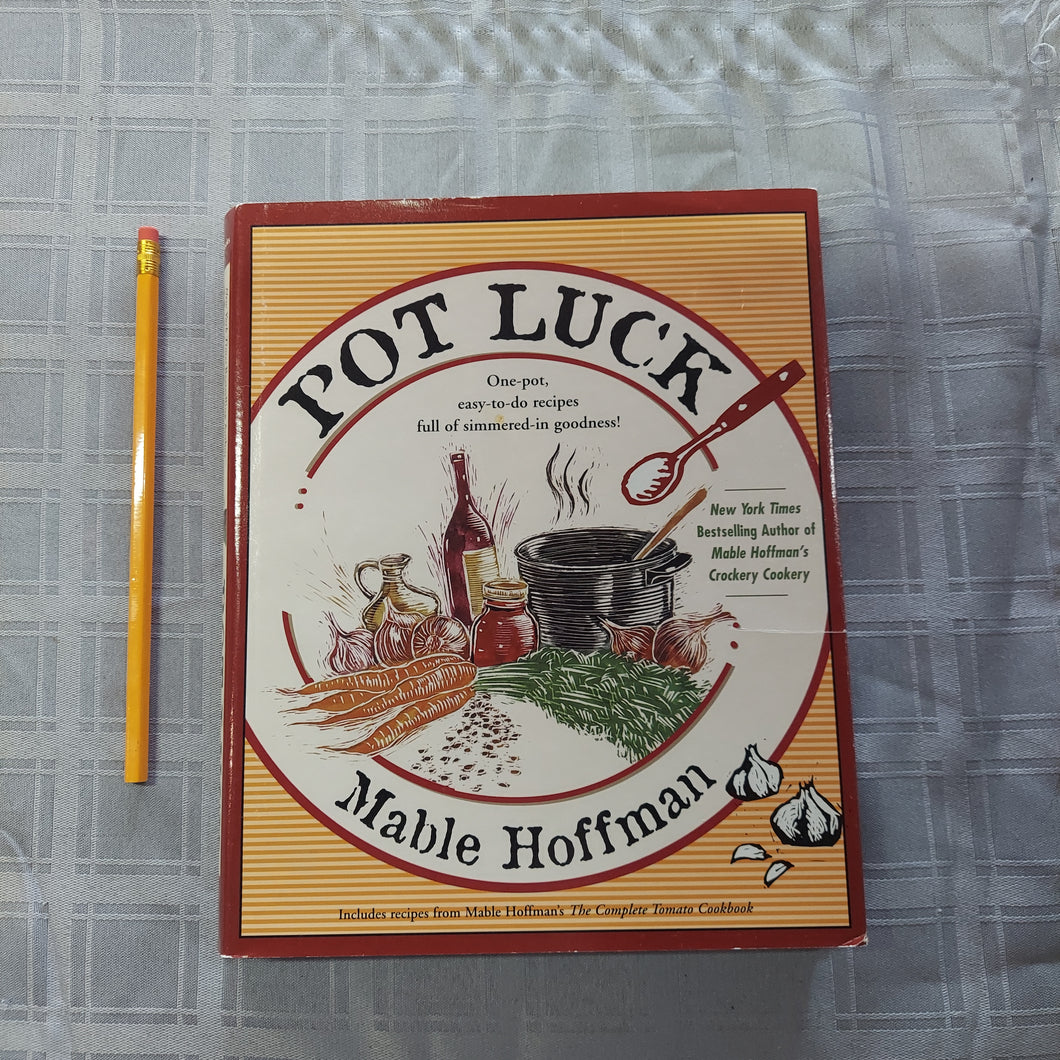 POT LUCK
One-pot,
easy-to-do recipes
full of simmered-in goodness!
New York Times
Bestselling Author of
Mable Hoffman's
Crockery Cookery
Mable Hoffman
Includes recipes from Mable Hoffman's The Complete Tomato Cookbook